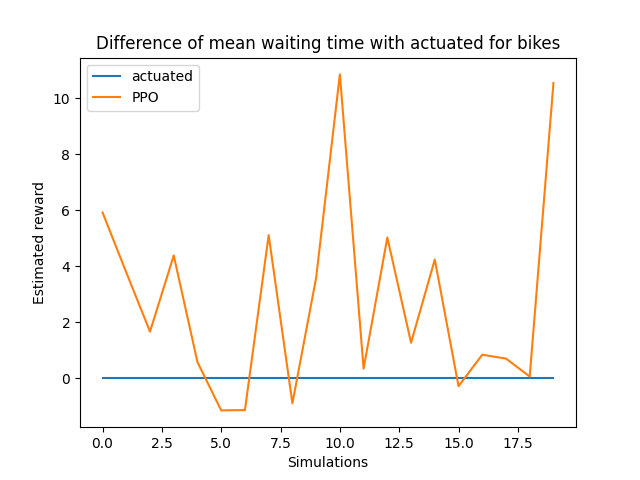 Difference of mean waiting time with actuated for bikes
actuated
PPO
Estimated reward
10
8
6
4
2
0
0.0 2.5 5.0 7.5 10.0 12.5 15.0 17.5
Simulations